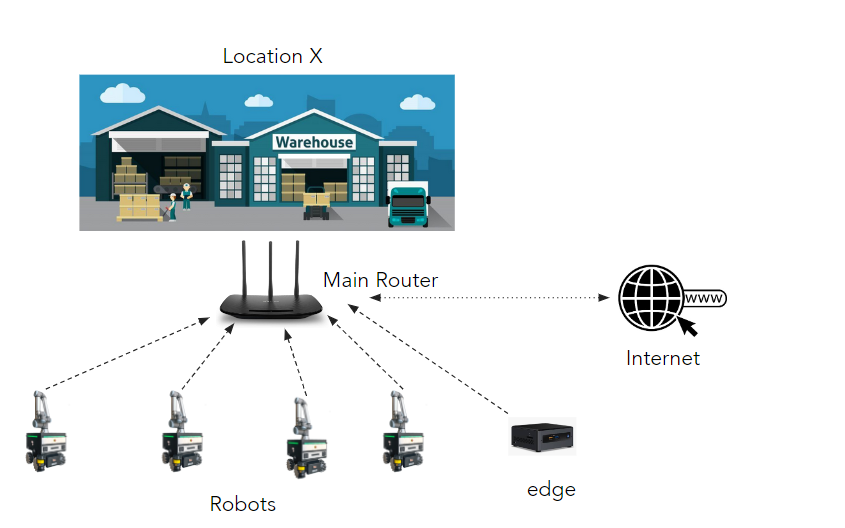 Location X
Warehouse
Main Router
www
Internet
edge
Robots